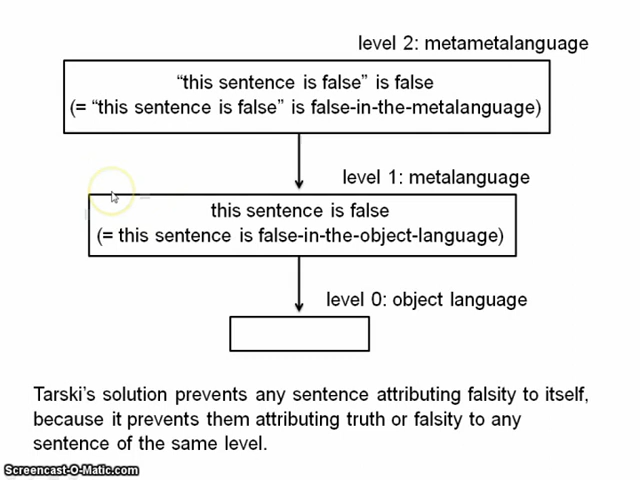 level 2: metametalanguage
“this sentence is false” is false
(= “this sentence is false” is false-in-the-metalanguage)
level 1: metalanguage
this sentence is false
(= this sentence is false-in-the-object-language)
level 0: object language
Tarski’s solution prevents any sentence attributing falsity to itself,
because it prevents them attributing truth or falsity to any
sentence of the same level.
Screencast-O-Matic.com